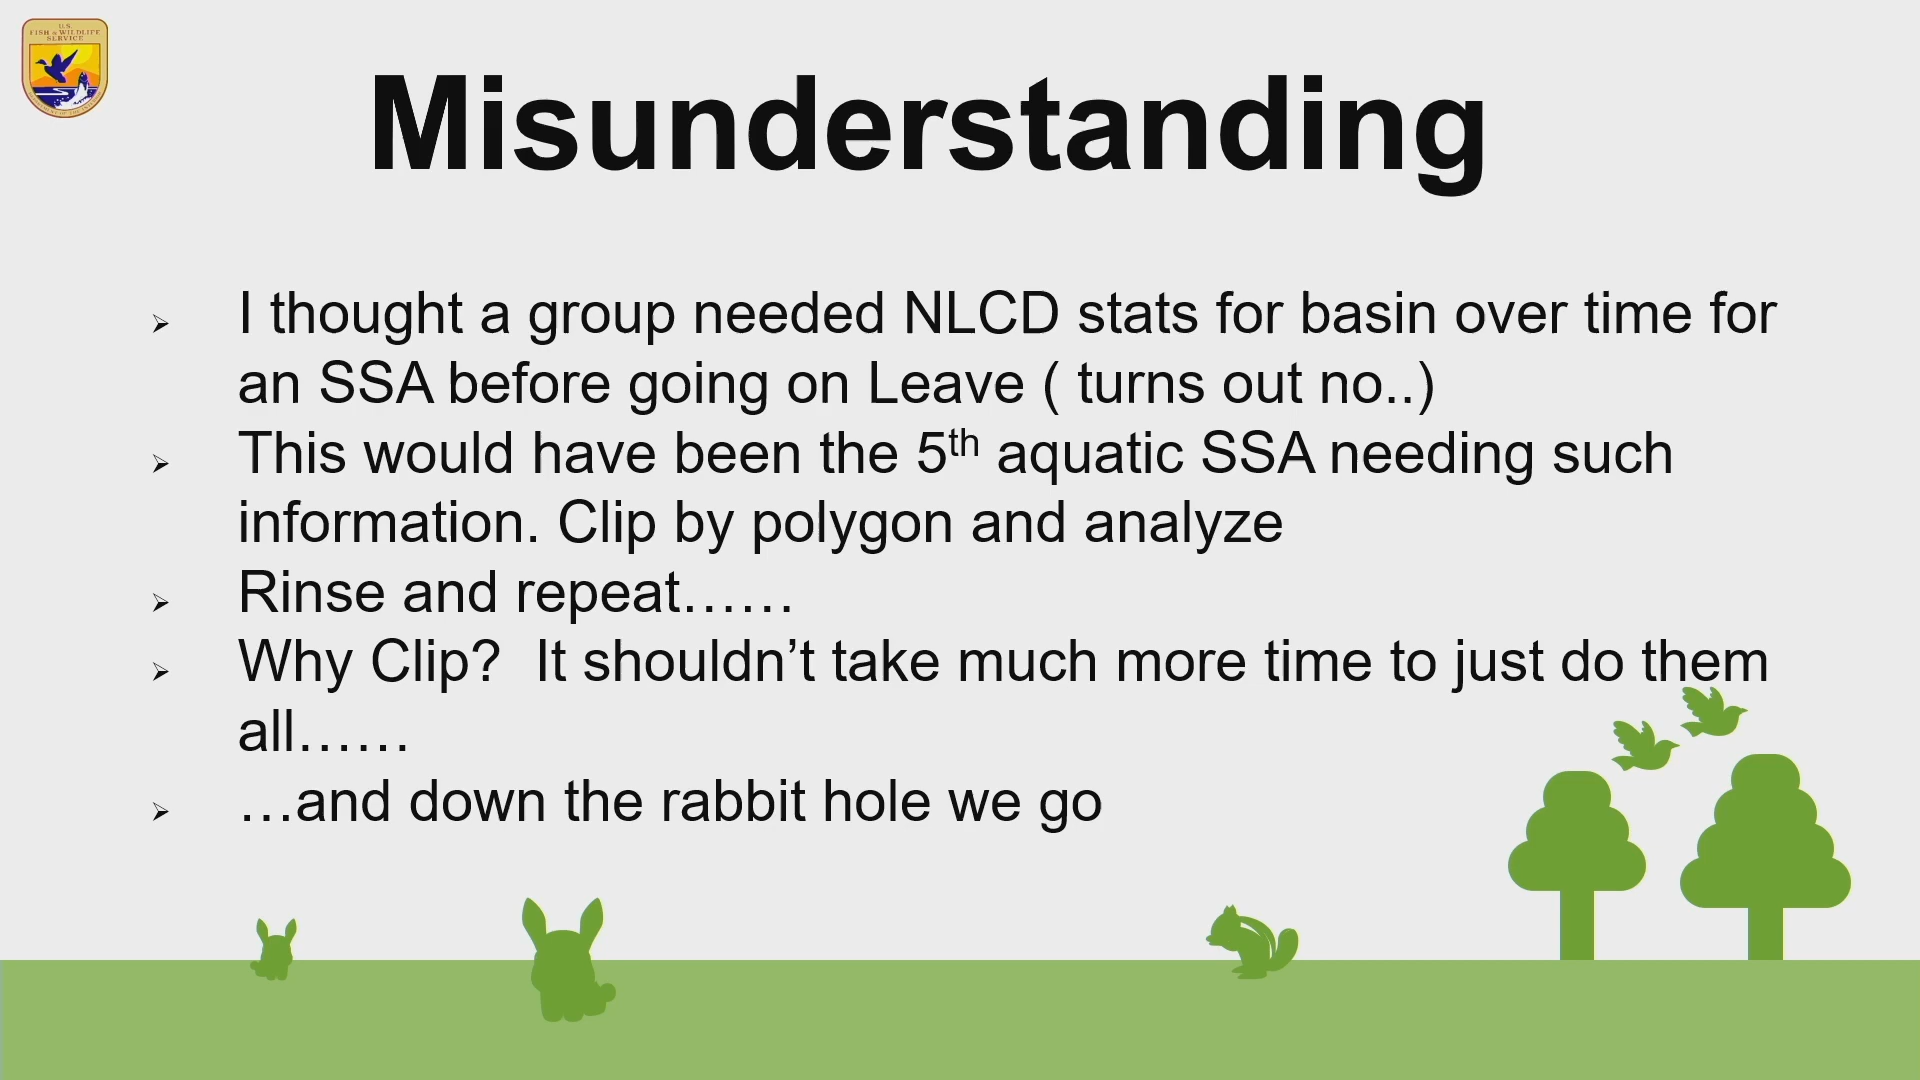 U.S.
FISH & WILDLIFE
SERVICE
Misunderstanding
➢ I thought a group needed NLCD stats for basin over time for
an SSA before going on Leave ( turns out no..)
➢ This would have been the 5th aquatic SSA needing such
information. Clip by polygon and analyze
➢ Rinse and repeat……
➢ Why Clip?  It shouldn’t take much more time to just do them
all……
➢ …and down the rabbit hole we go